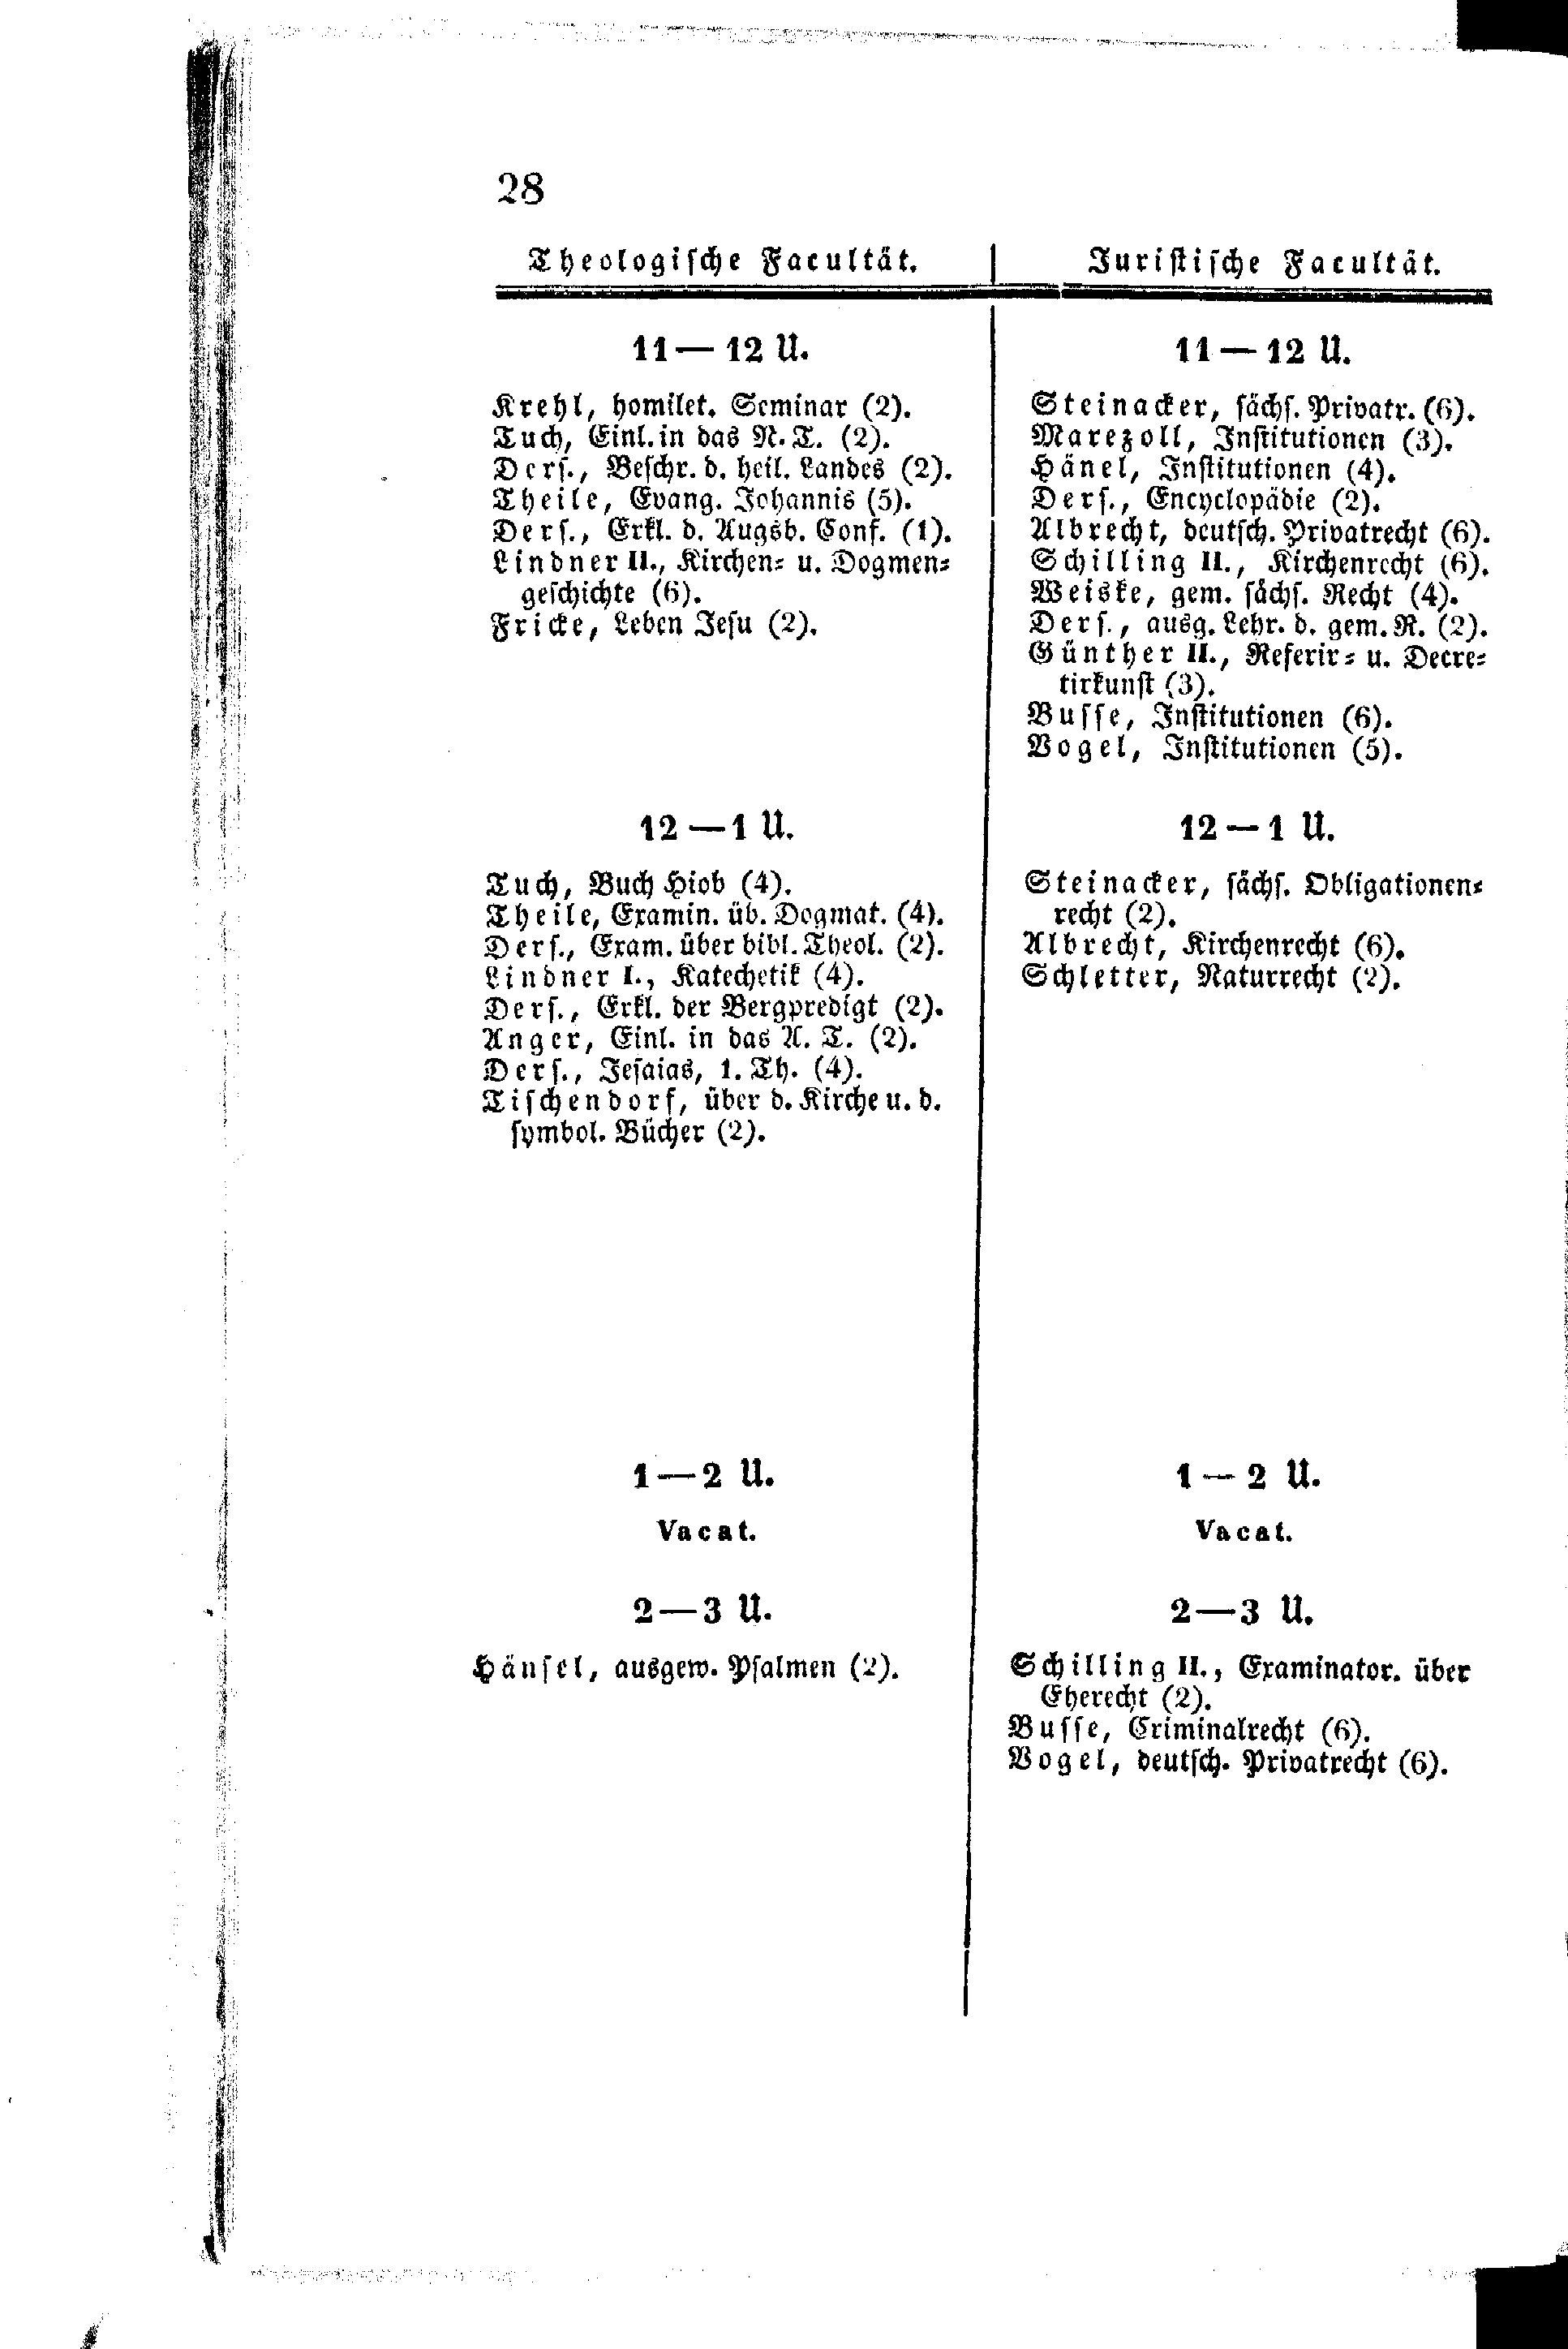 28
Theologische Facultät.
11 — 12 U.
Krehl, homilet. Seminar (2).
Tuch, Einl. in das N. T. (2).
Ders., Beschr. d. heil. Landes (2).
Theile, Evang. Johannis (5).
Ders., Erkl. d. Augsb. Conf. (1).
Lindner II., Kirchen- u. Dogmen-
geschichte (6).
Fricke, Leben Jesu (2).
12 — 1 U.
Tuch, Buch Hiob (4).
Theile, Examin. üb. Dogmat. (4).
Ders., Exam. über bibl. Theol. (2).
Lindner I., Katechetik (4).
Ders., Erkl. der Bergpredigt (2).
Anger, Einl. in das A. T. (2).
Ders., Jesaias, 1. Th. (4).
Tischendorf, über d. Kirche u. d.
symbol. Bücher (2).
1 — 2 U.
Vacat.
2 — 3 U.
Hänsel, ausgew. Psalmen (2).
Juristische Facultät.
11 — 12 U.
Steinacker, sächs. Privatr. (6).
Marezoll, Institutionen (3).
Hänel, Institutionen (4).
Ders., Encyclopädie (2).
Albrecht, deutsch. Privatrecht (6).
Schilling II., Kirchenrecht (6).
Weiske, gem. sächs. Recht (4).
Ders., ausg. Lehr. d. gem. R. (2).
Günther II., Referir- u. Decre-
tirkunst (3).
Busse, Institutionen (6).
Vogel, Institutionen (5).
12 — 1 U.
Steinacker, sächs. Obligationen-
recht (2).
Albrecht, Kirchenrecht (6).
Schletter, Naturrecht (2).
1 — 2 U.
Vacat.
2 — 3 U.
Schilling II., Examinator. über
Eherecht (2).
Busse, Criminalrecht (6).
Vogel, deutsch. Privatrecht (6).